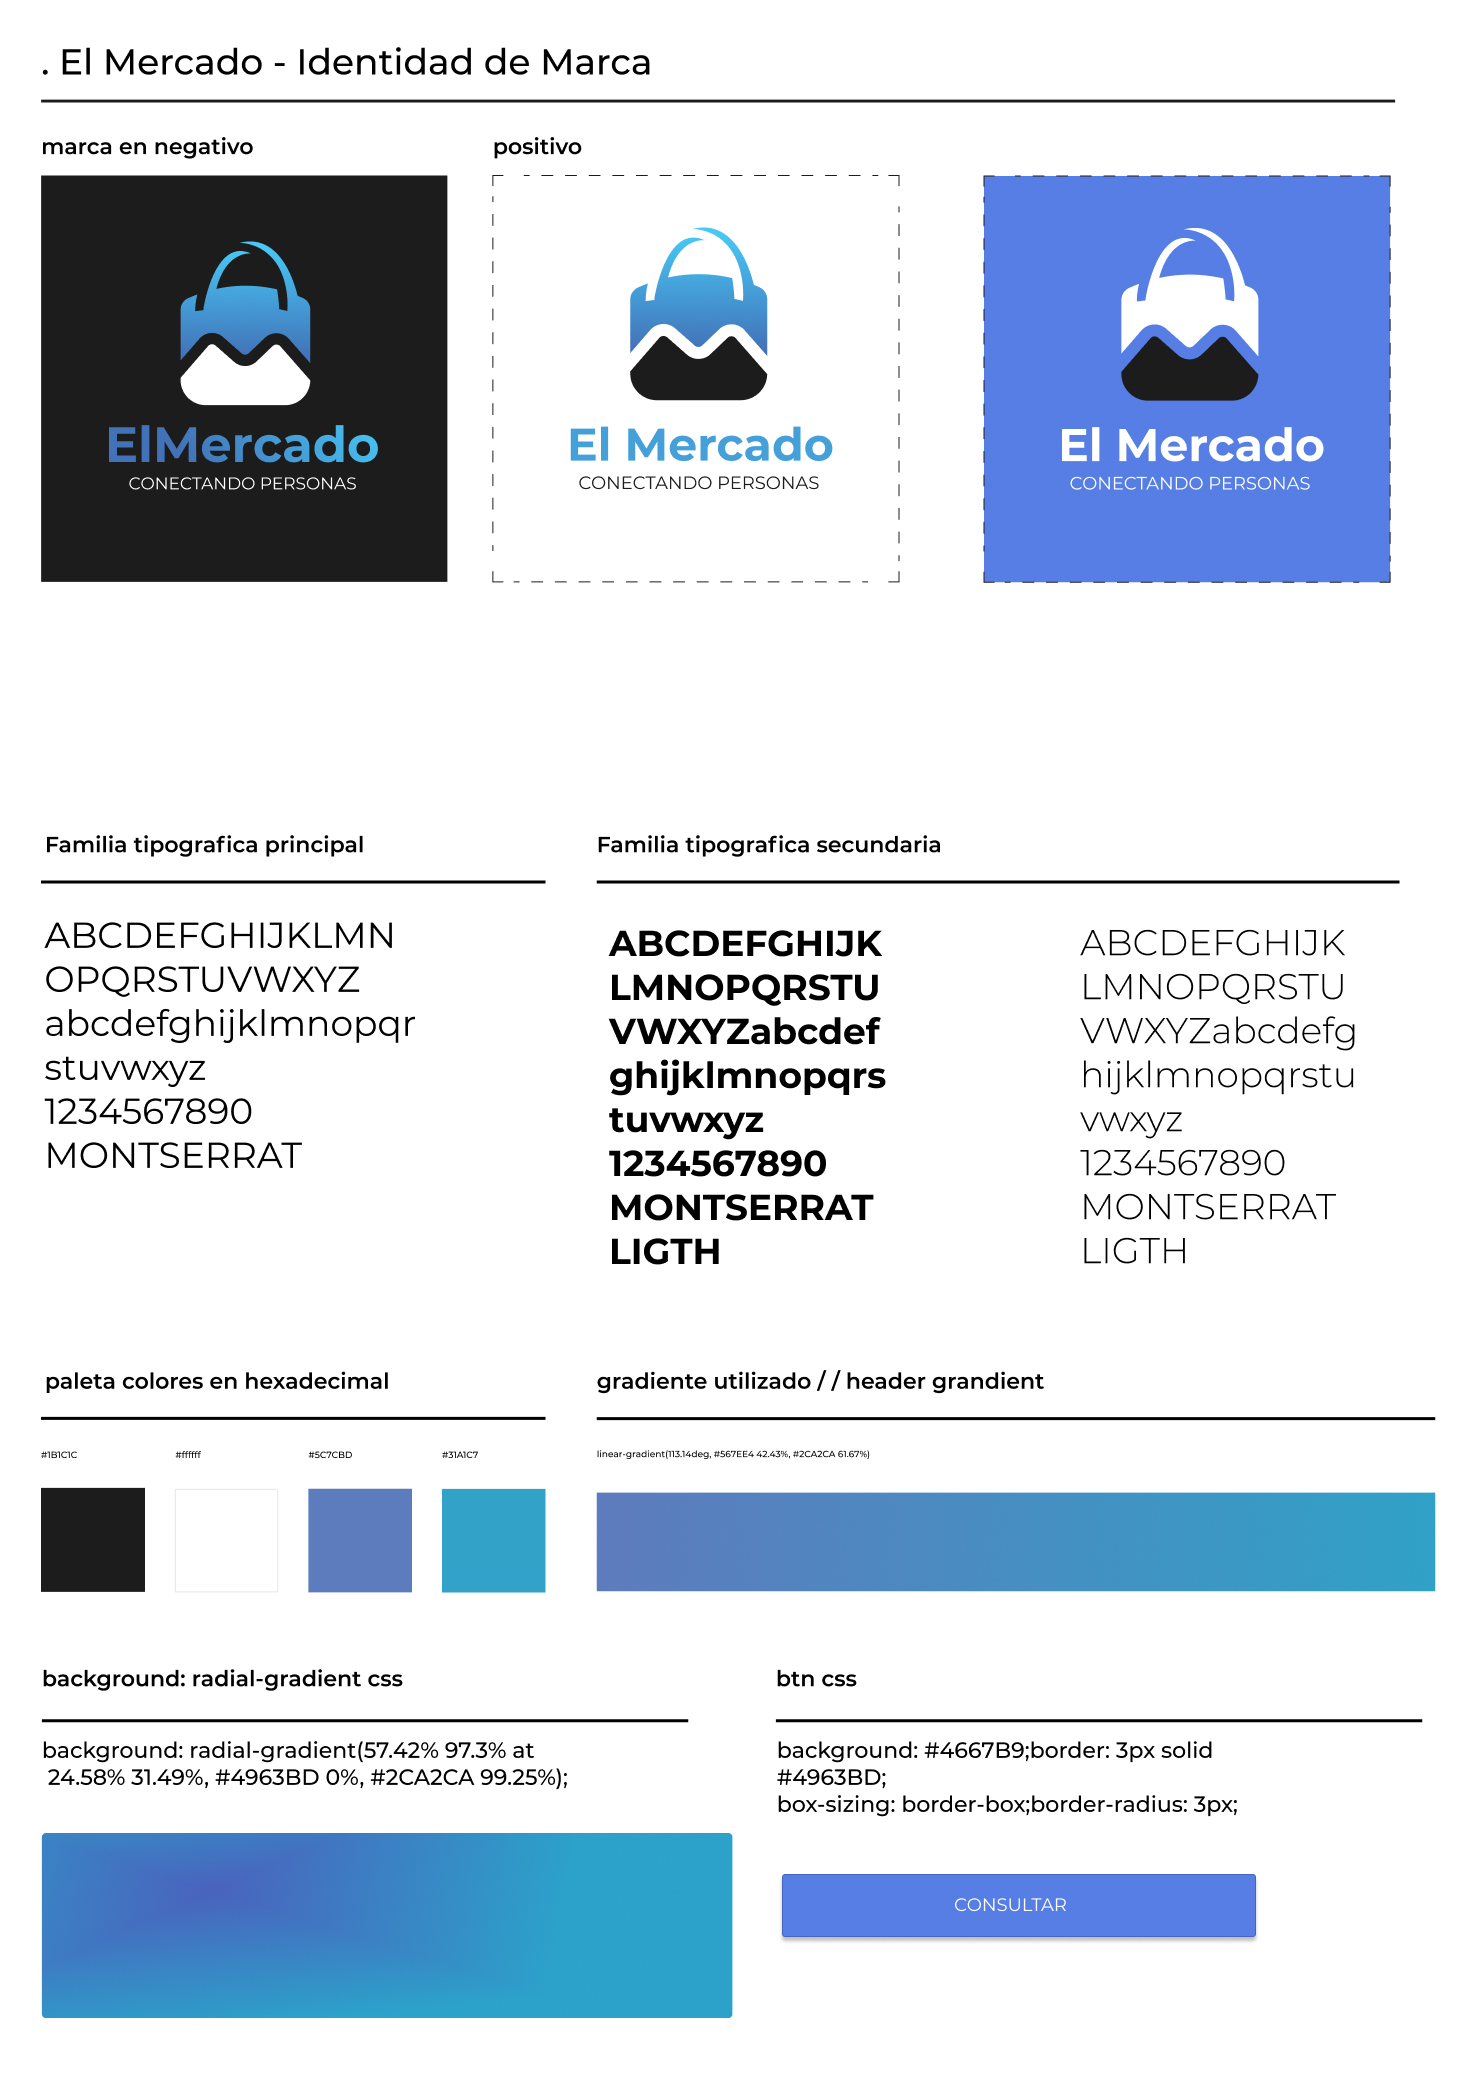 . El Mercado - Identidad de Marca
marca en negativo
positivo
ElMercado
CONECTANDO PERSONAS
El Mercado
CONECTANDO PERSONAS
El Mercado
CONECTANDO PERSONAS
Familia tipografica principal
ABCDEFGHIJKLMN
OPQRSTUVWXYZ
abcdefghijklmnopqr
stuvwxyz
1234567890
MONTSERRAT
Familia tipografica secundaria
ABCDEFGHIJK
LMNOPQRSTU
VWXYZabcdef
ghijklmnopqrs
tuvwxyz
1234567890
MONTSERRAT
LIGTH
ABCDEFGHIJK
LMNOPQRSTU
VWXYZabcdefg
hijklmnopqrstu
vwxyz
1234567890
MONTSERRAT
LIGTH
paleta colores en hexadecimal
#1B1C1C
#ffffff
#5C7CBD
#31A1C7
gradiente utilizado / / header grandient
linear-gradient(113.14deg, #567EE4 42.43%, #2CA2CA 61.67%)
background: radial-gradient css
background: radial-gradient(57.42% 97.3% at
24.58% 31.49%, #4963BD 0%, #2CA2CA 99.25%);
btn css
background: #4667B9;border: 3px solid
#4963BD;
box-sizing: border-box;border-radius: 3px;
CONSULTAR